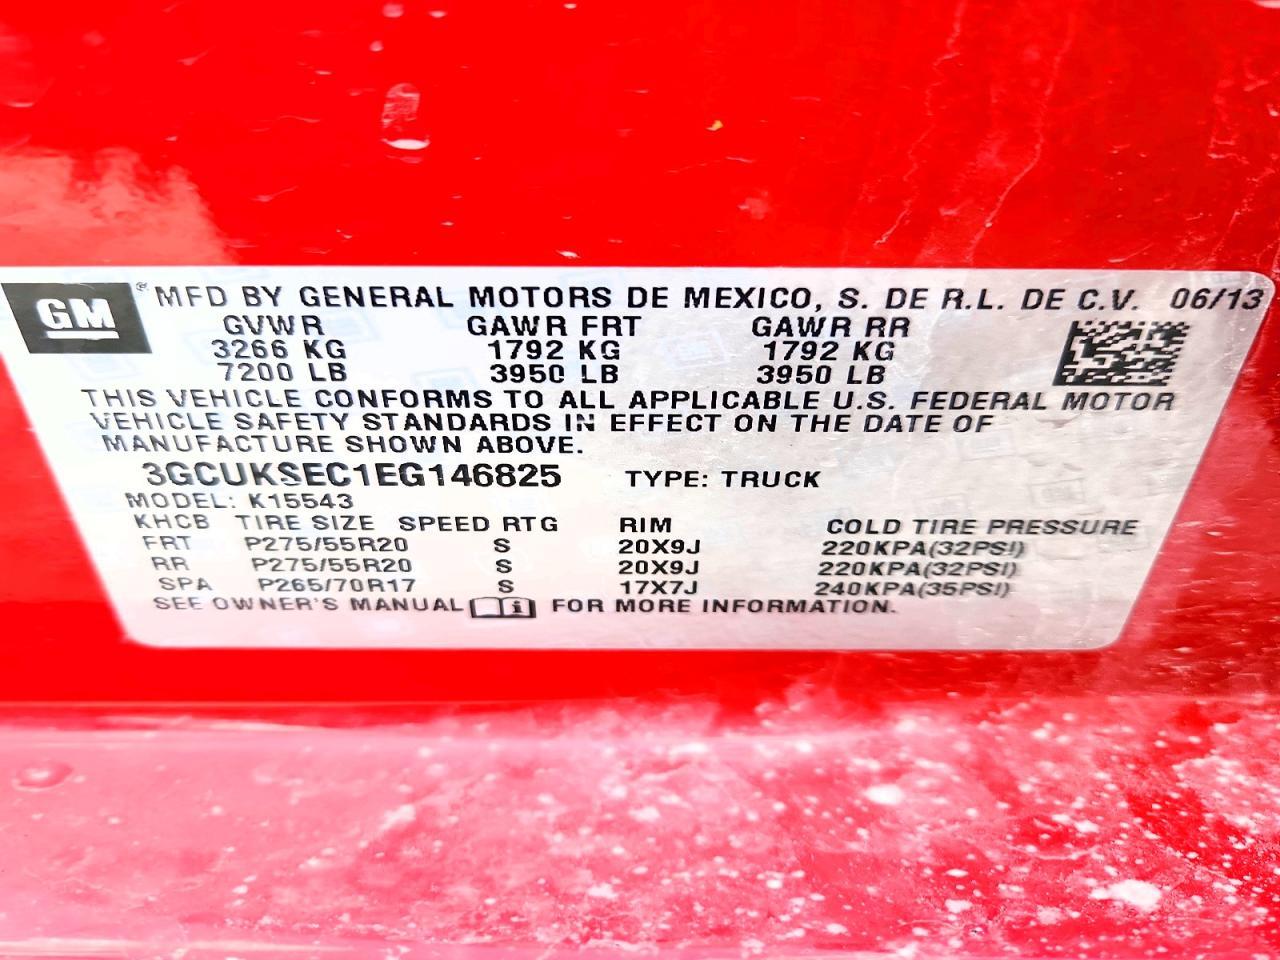 GM ® MFD BY GENERAL MOTORS DE MEXICO, S. DE R.L. DE C.V. 06/13
GVWR GAWR FRT GAWR RR
3266 KG 1792 KG 1792 KG
7200 LB 3950 LB 3950 LB
THIS VEHICLE CONFORMS TO ALL APPLICABLE U.S. FEDERAL MOTOR
VEHICLE SAFETY STANDARDS IN EFFECT ON THE DATE OF
MANUFACTURE SHOWN ABOVE.
3GCUKSEC1EG146825 TYPE: TRUCK
MODEL: K15543
KHCB TIRE SIZE SPEED RTG RIM COLD TIRE PRESSURE
FRT P275/55R20 S 20X9J 220KPA(32PSI)
RR P275/55R20 S 20X9J 220KPA(32PSI)
SPA P265/70R17 S 17X7J 240KPA(35PSI)
SEE OWNER'S MANUAL i FOR MORE INFORMATION.